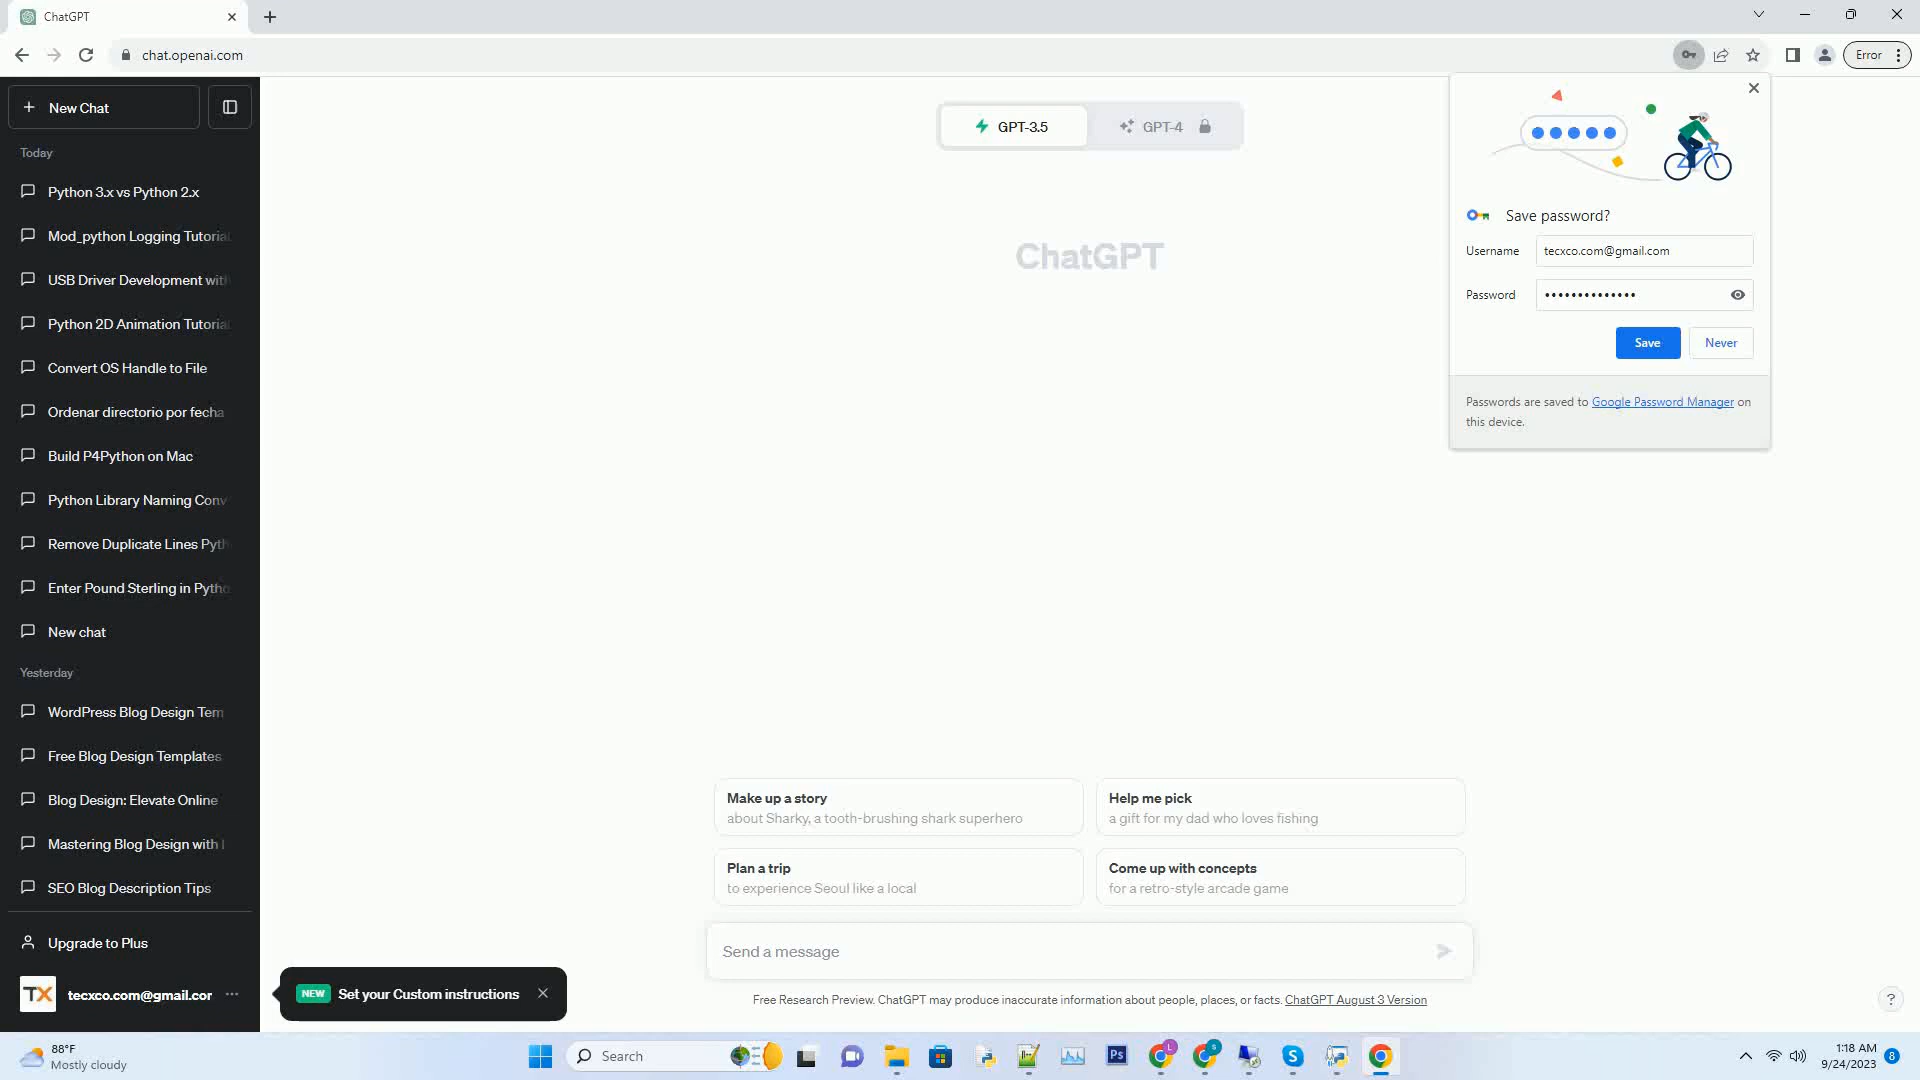 ChatGPT
chat.openai.com
Error
New Chat
Today
Python 3.x vs Python 2.x
Mod_python Logging Tutoria
USB Driver Development wit
Python 2D Animation Tutoria
Convert OS Handle to File
Ordenar directorio por fecha
Build P4Python on Mac
Python Library Naming Conv
Remove Duplicate Lines Pyth
Enter Pound Sterling in Pytho
New chat
Yesterday
WordPress Blog Design Tem
Free Blog Design Templates
Blog Design: Elevate Online
Mastering Blog Design with
SEO Blog Description Tips
Upgrade to Plus
TX
tecxco.com@gmail.cor
NEW Set your Custom instructions
GPT-3.5
GPT-4
ChatGPT
Save password?
Username
tecxco.com@gmail.com
Password
Save
Never
Passwords are saved to Google Password Manager on
this device.
Make up a story
about Sharky, a tooth-brushing shark superhero
Help me pick
a gift for my dad who loves fishing
Plan a trip
to experience Seoul like a local
Come up with concepts
for a retro-style arcade game
Send a message
Free Research Preview. ChatGPT may produce inaccurate information about people, places, or facts. ChatGPT August 3 Version
?
88°F
Mostly cloudy
Search
Ps
L
S
S
1:18 AM
9/24/2023
8